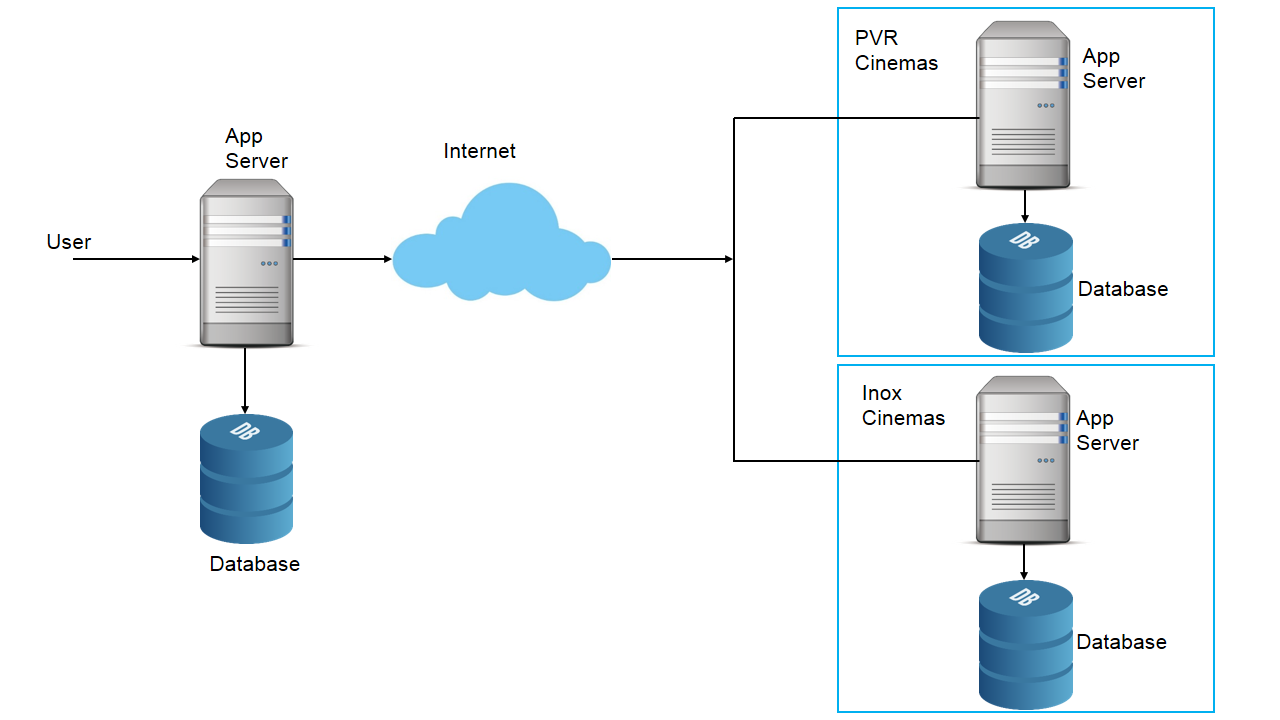 User
App
Server
DB
Database
Internet
PVR
Cinemas
App
Server
DB
Database
Inox
Cinemas
App
Server
DB
Database